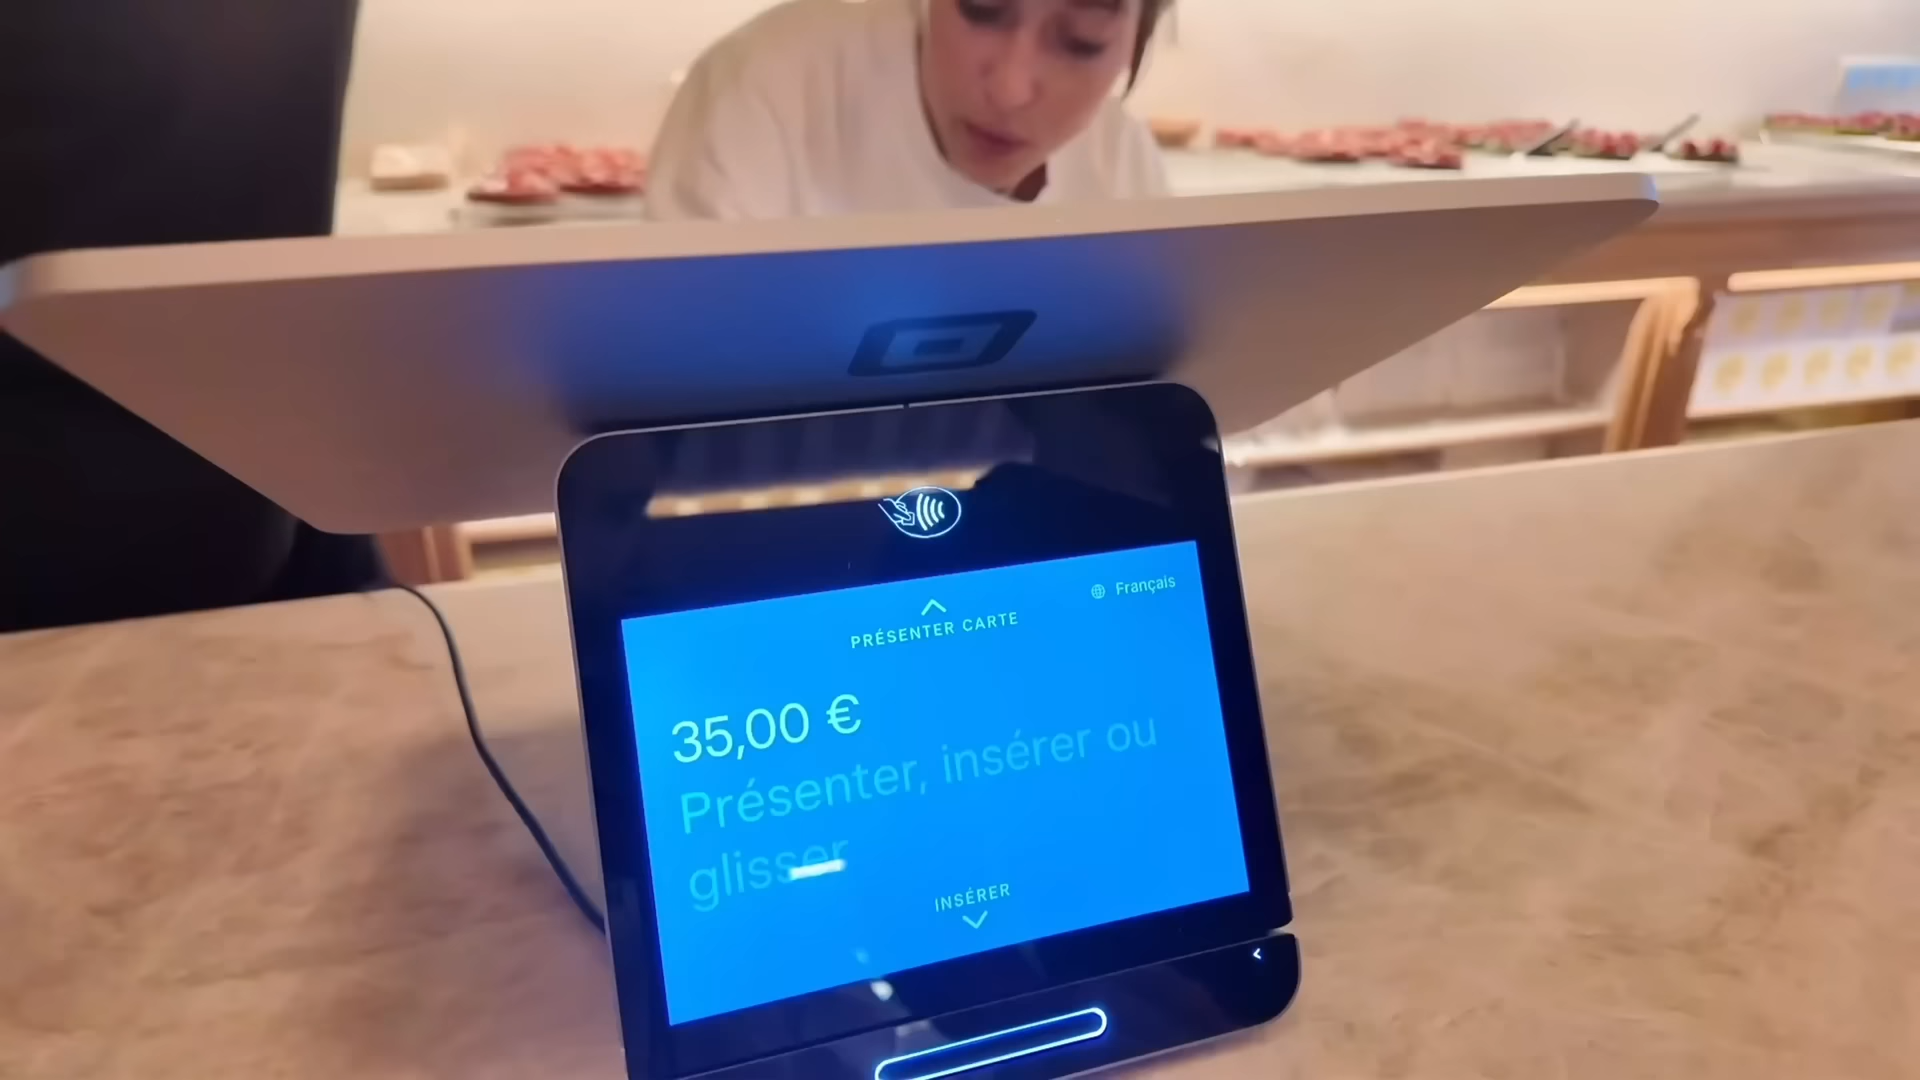 Français
PRÉSENTER CARTE
35,00 €
Présenter, insérer ou
glisser
INSÉRER